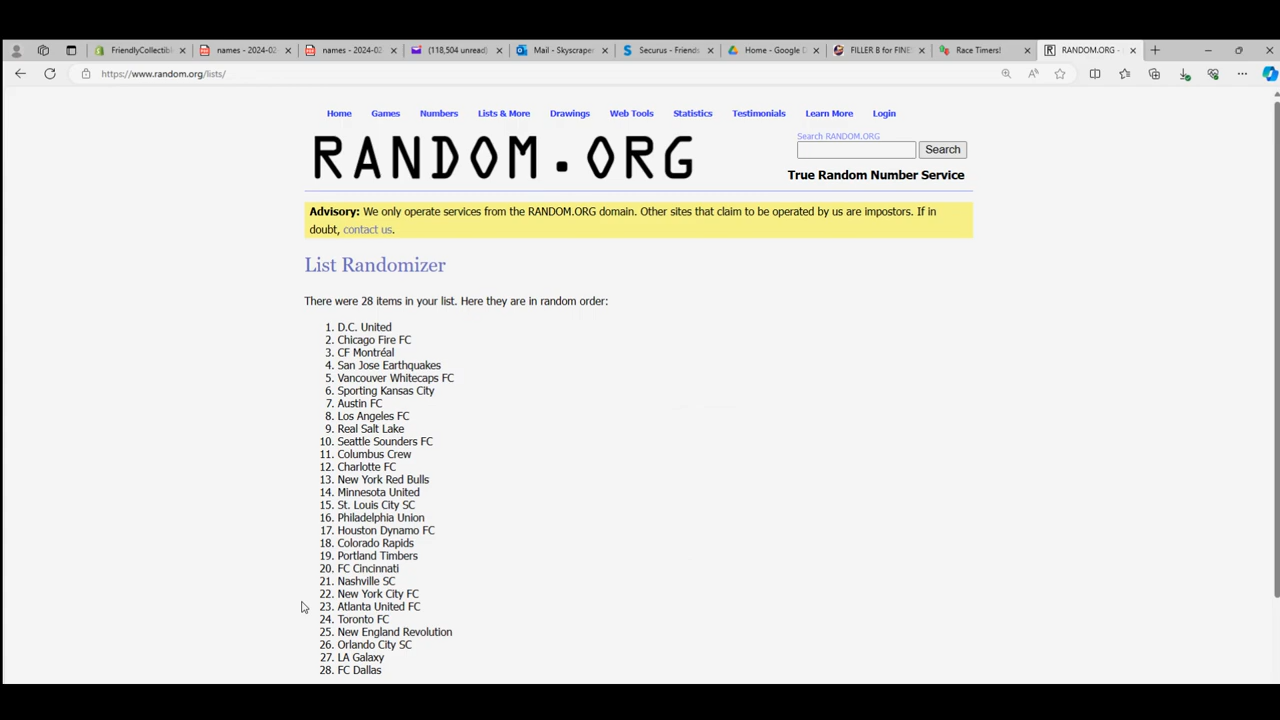 FriendlyCollectibl
names - 2024-02
names - 2024-02
(118,504 unread)
Mail - Skyscraper
Securus - Friends
Home - Google D
FILLER B for FINES
Race Timers!
RANDOM.ORG -
https://www.random.org/lists/
Home Games Numbers Lists & More Drawings Web Tools Statistics Testimonials Learn More Login
RANDOM.ORG
Search RANDOM.ORG
Search
True Random Number Service
Advisory: We only operate services from the RANDOM.ORG domain. Other sites that claim to be operated by us are impostors. If in
doubt, contact us.
List Randomizer
There were 28 items in your list. Here they are in random order:
1. D.C. United
2. Chicago Fire FC
3. CF Montréal
4. San Jose Earthquakes
5. Vancouver Whitecaps FC
6. Sporting Kansas City
7. Austin FC
8. Los Angeles FC
9. Real Salt Lake
10. Seattle Sounders FC
11. Columbus Crew
12. Charlotte FC
13. New York Red Bulls
14. Minnesota United
15. St. Louis City SC
16. Philadelphia Union
17. Houston Dynamo FC
18. Colorado Rapids
19. Portland Timbers
20. FC Cincinnati
21. Nashville SC
22. New York City FC
23. Atlanta United FC
24. Toronto FC
25. New England Revolution
26. Orlando City SC
27. LA Galaxy
28. FC Dallas